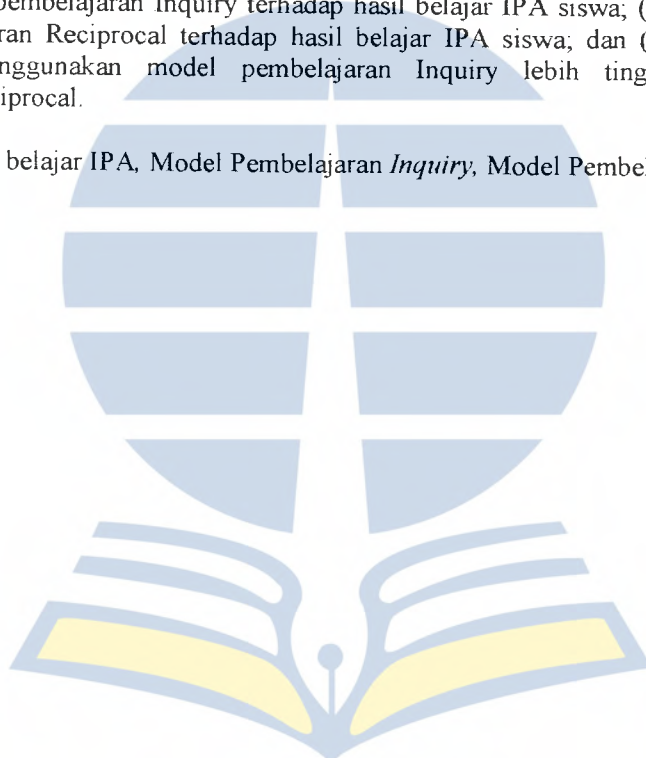 pembelajaran Inquiry terhadap hasil belajar IPA siswa; (
ran Reciprocal terhadap hasil belajar IPA siswa; dan (
nggunakan model pembelajaran Inquiry lebih ting
iprocal.
belajar IPA, Model Pembelajaran Inquiry, Model Pembel